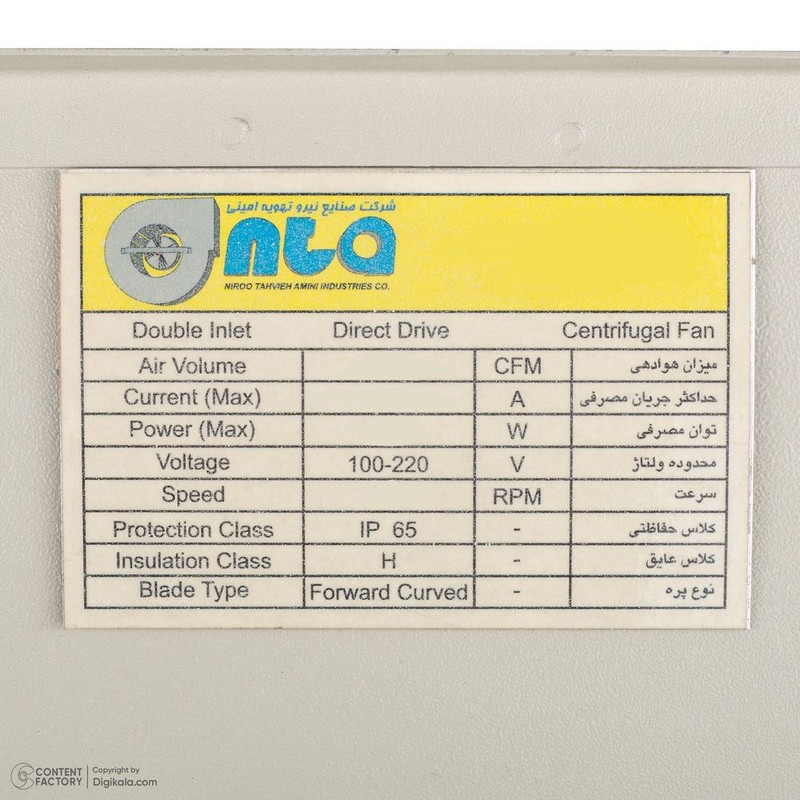 شرکت صنایع نیرو تهویه امینی
nta
NIROO TAHVIEH AMINI INDUSTRIES CO.
Double Inlet Direct Drive Centrifugal Fan
Air Volume CFM میزان هوادهی
Current (Max) A حداکثر جریان مصرفی
Power (Max) W توان مصرفی
Voltage 100-220 V محدوده ولتاژ
Speed RPM سرعت
Protection Class IP 65 - کلاس حفاظتی
Insulation Class H - کلاس عایق
Blade Type Forward Curved - نوع پره
CONTENT FACTORY
Copyright by
Digikala.com